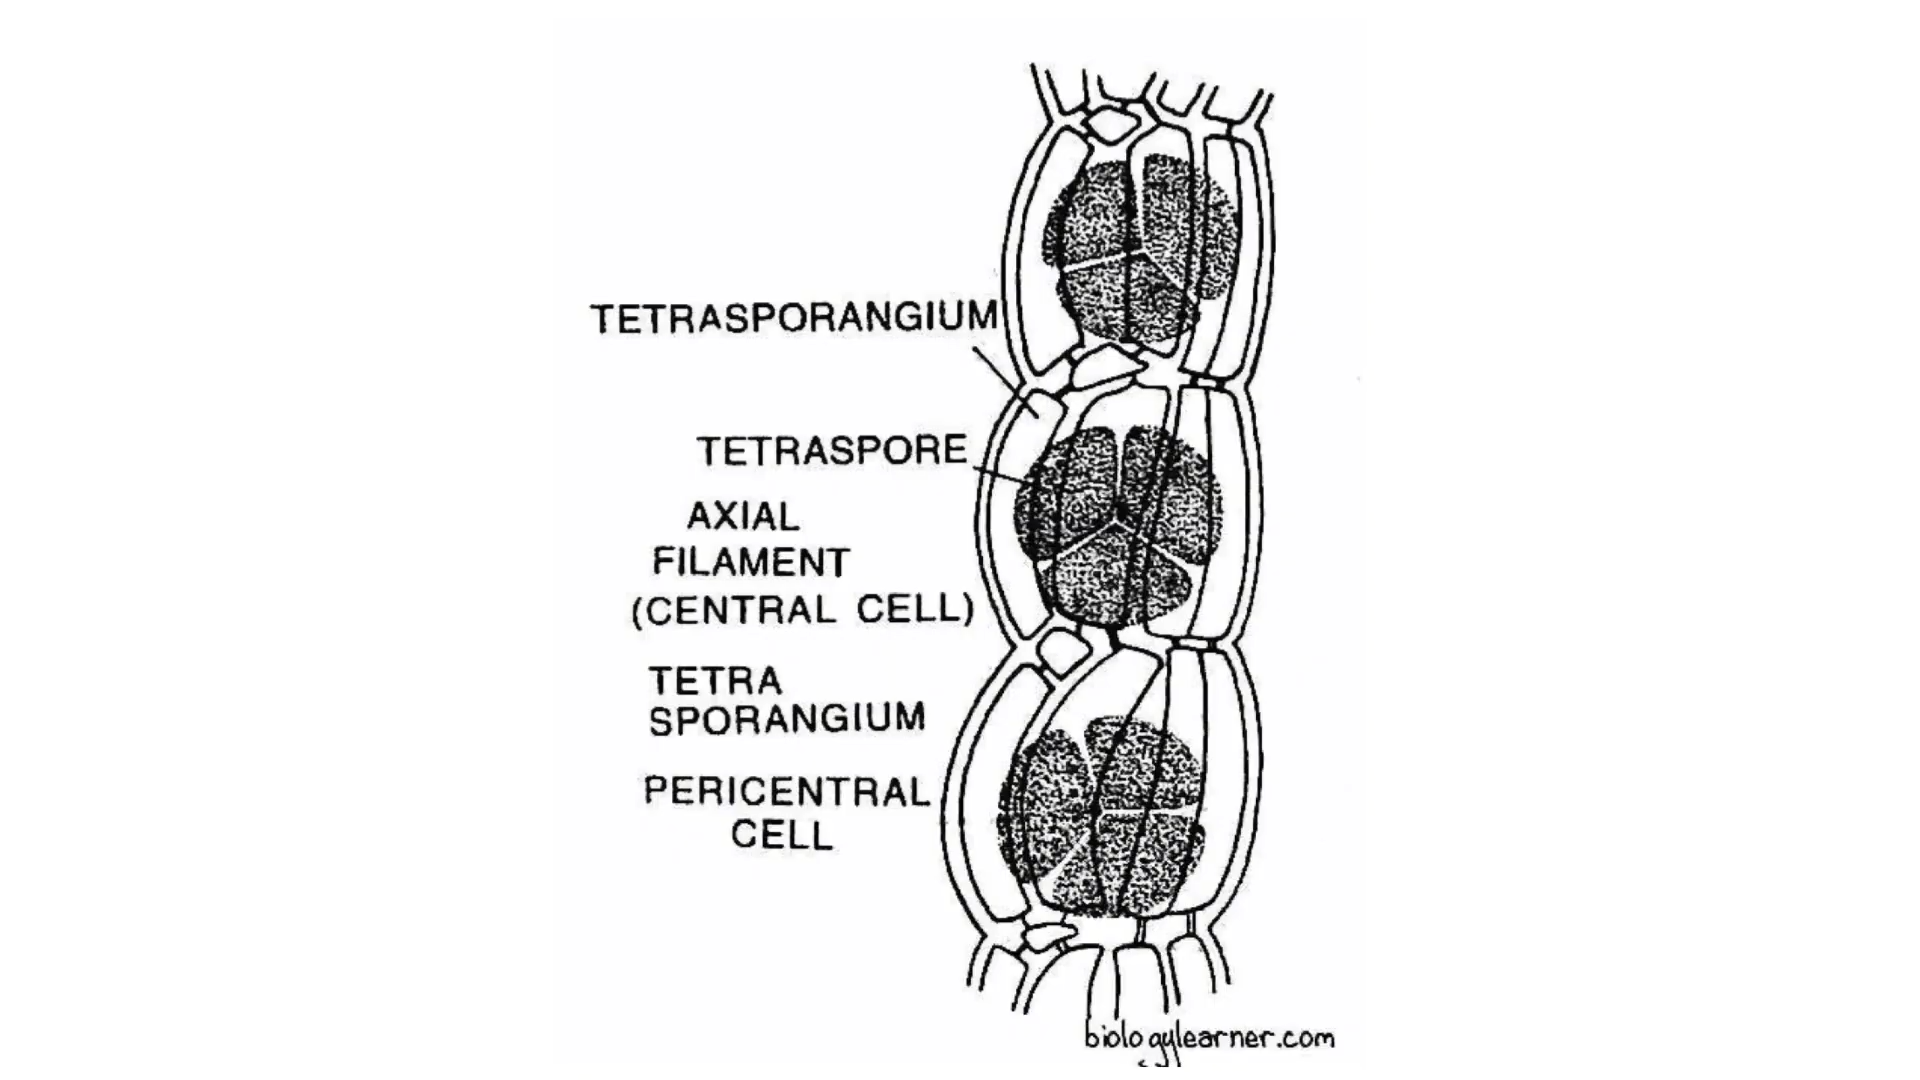 TETRASPORANGIUM
TETRASPORE
AXIAL
FILAMENT
(CENTRAL CELL)
TETRA
SPORANGIUM
PERICENTRAL
CELL
biologylearner.com